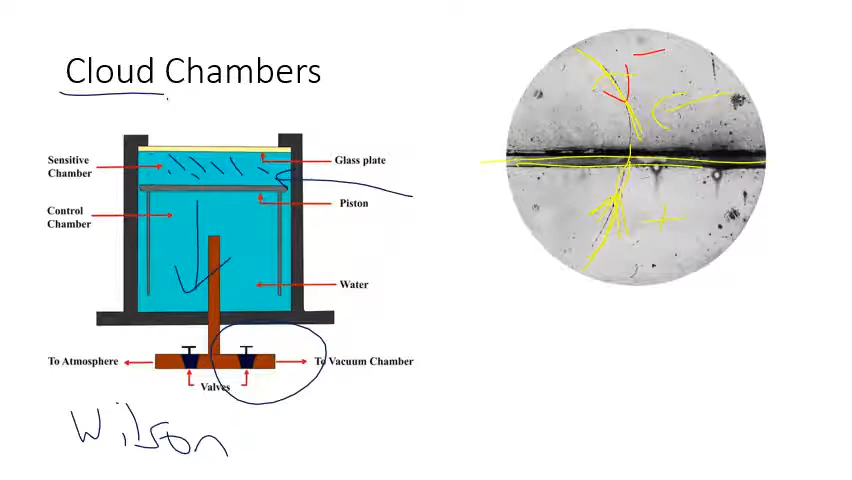 Cloud Chambers
Sensitive
Chamber
Glass plate
Control
Chamber
Piston
Water
To Atmosphere
To Vacuum Chamber
Valves
Wilson